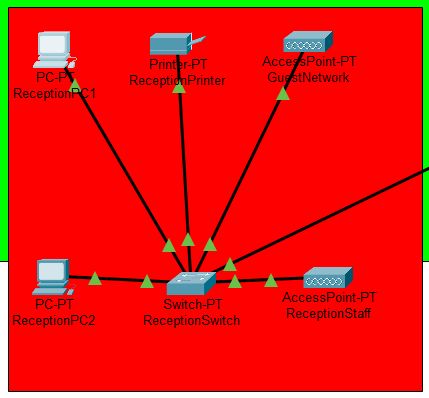 PC-PT
ReceptionPC1
Printer-PT
ReceptionPrinter
AccessPoint-PT
GuestNetwork
PC-PT
ReceptionPC2
Switch-PT
ReceptionSwitch
AccessPoint-PT
ReceptionStaff